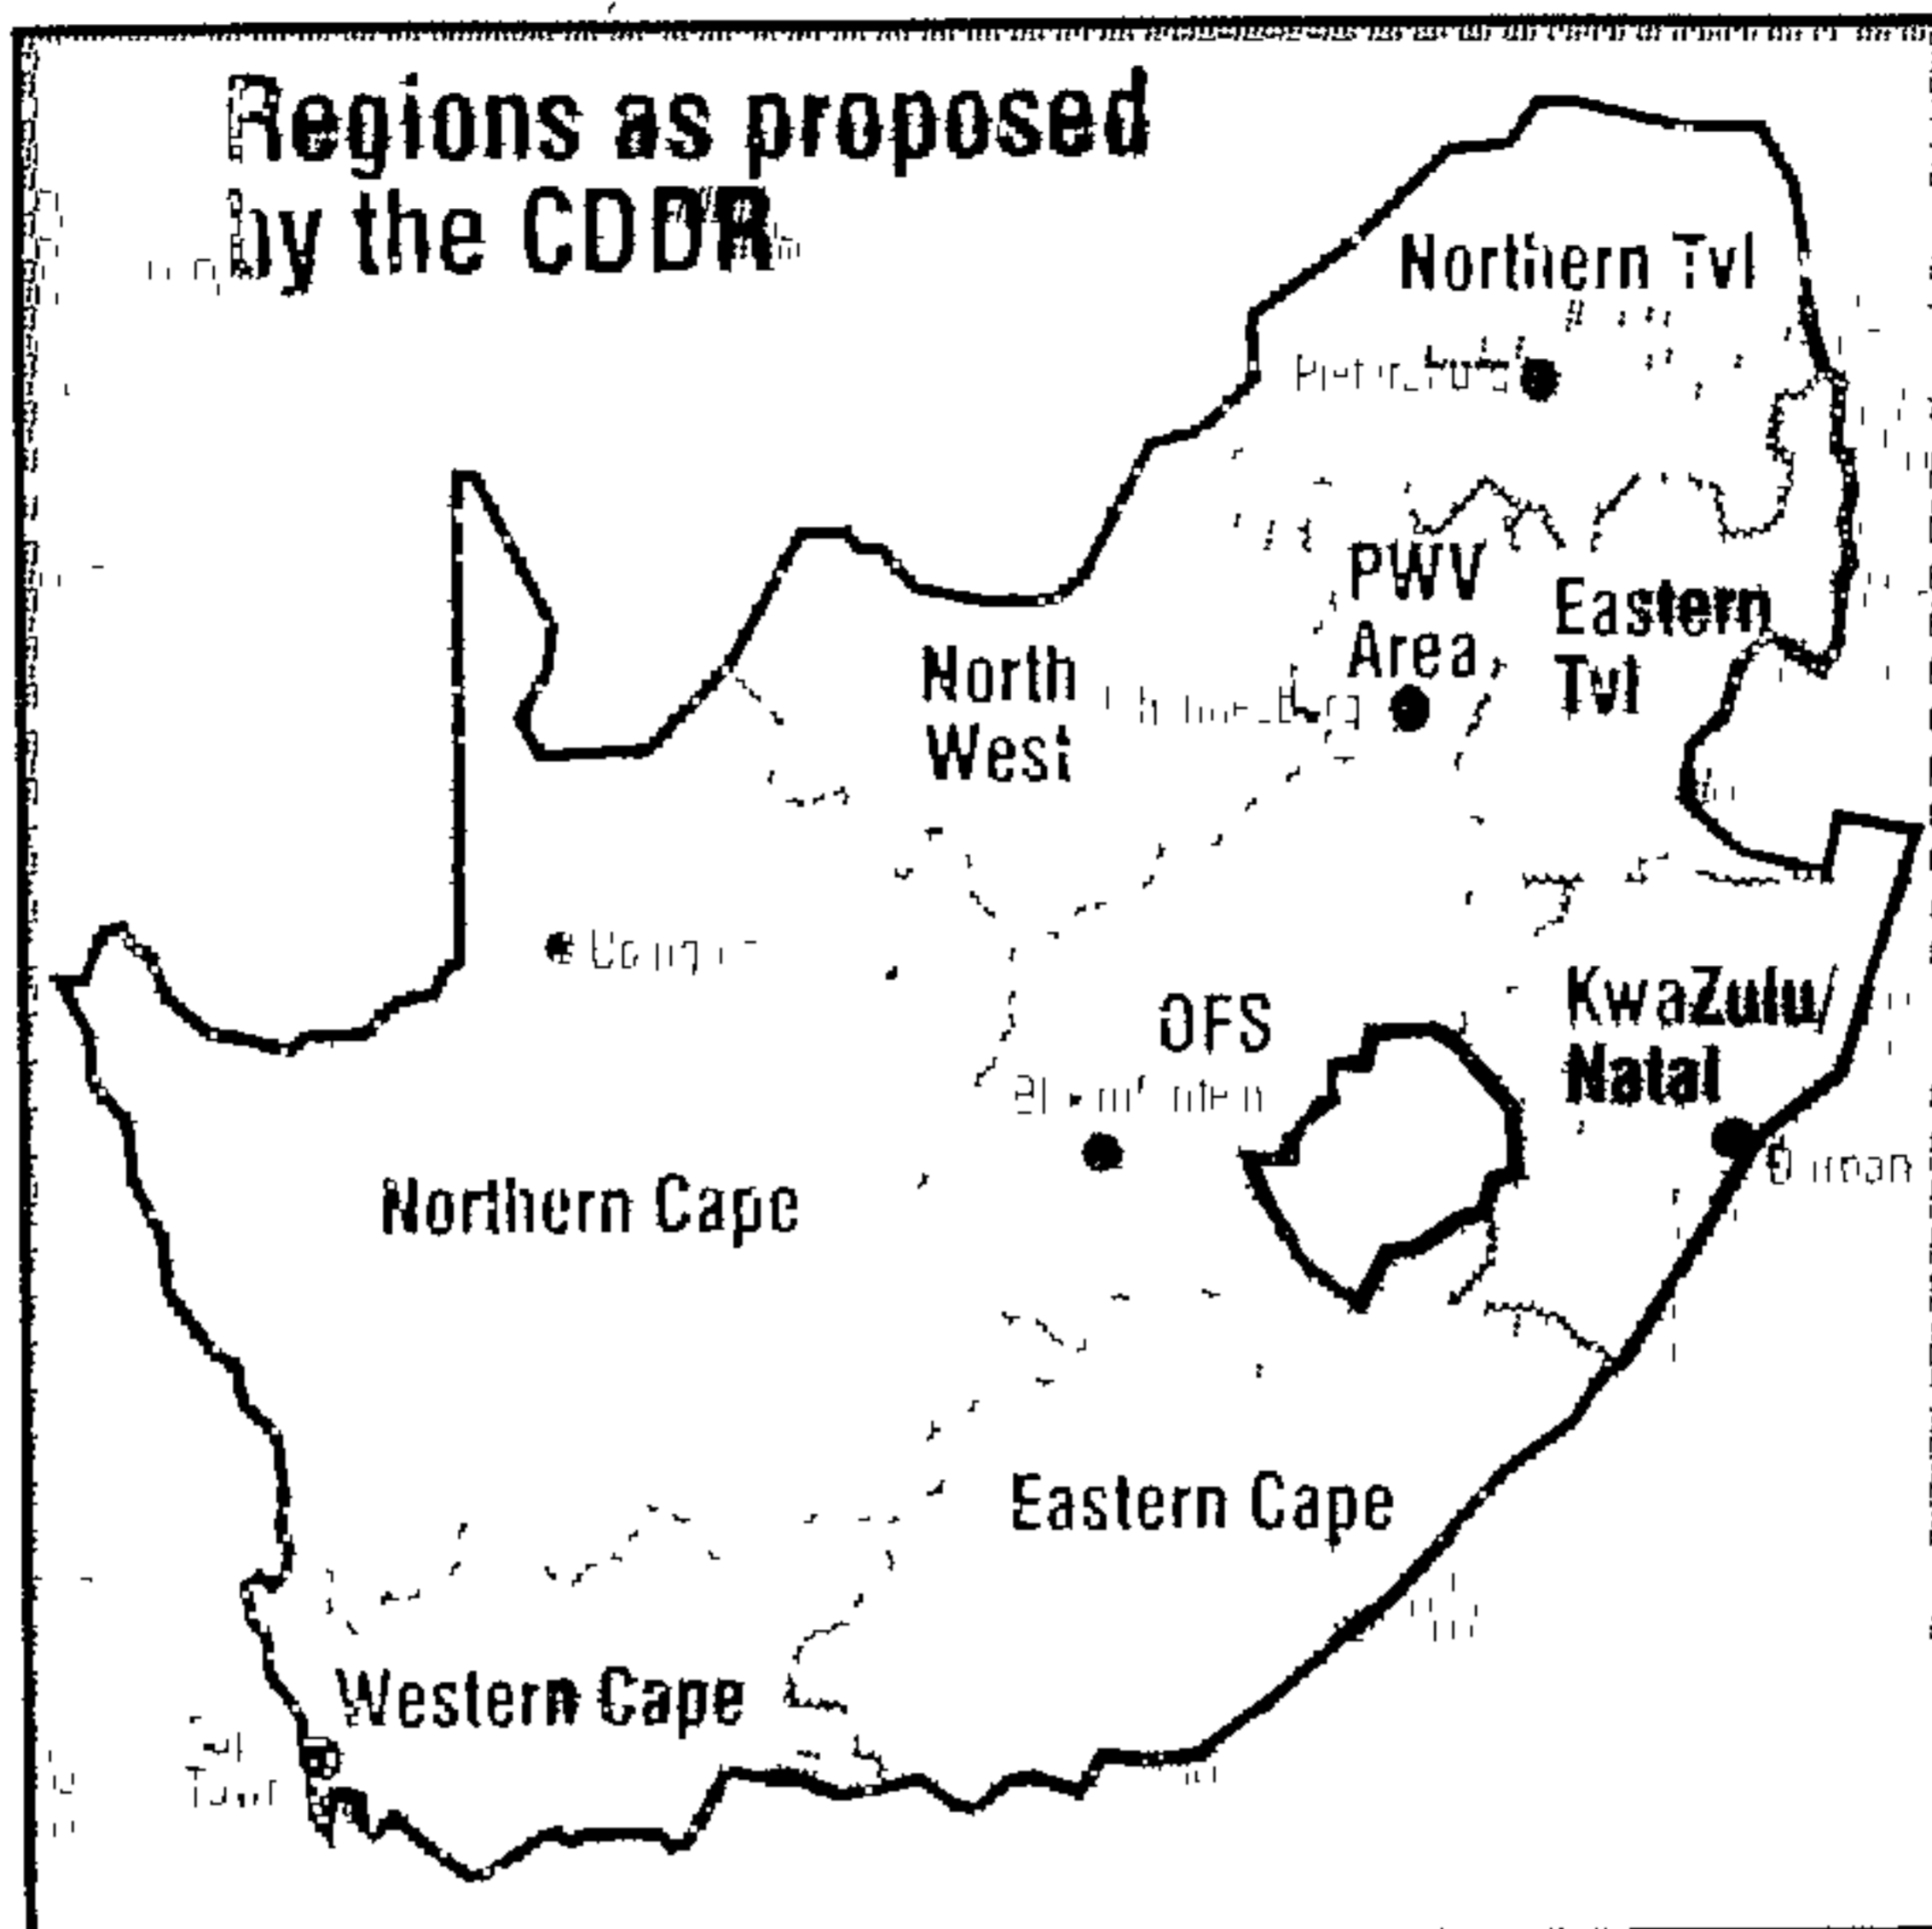 Regions as proposed
by the CDDR
Northern Tvl
PWV
Area
Eastern
Tvl
North
West
OFS
KwaZulu/
Natal
Northern Cape
Eastern Cape
Western Cape